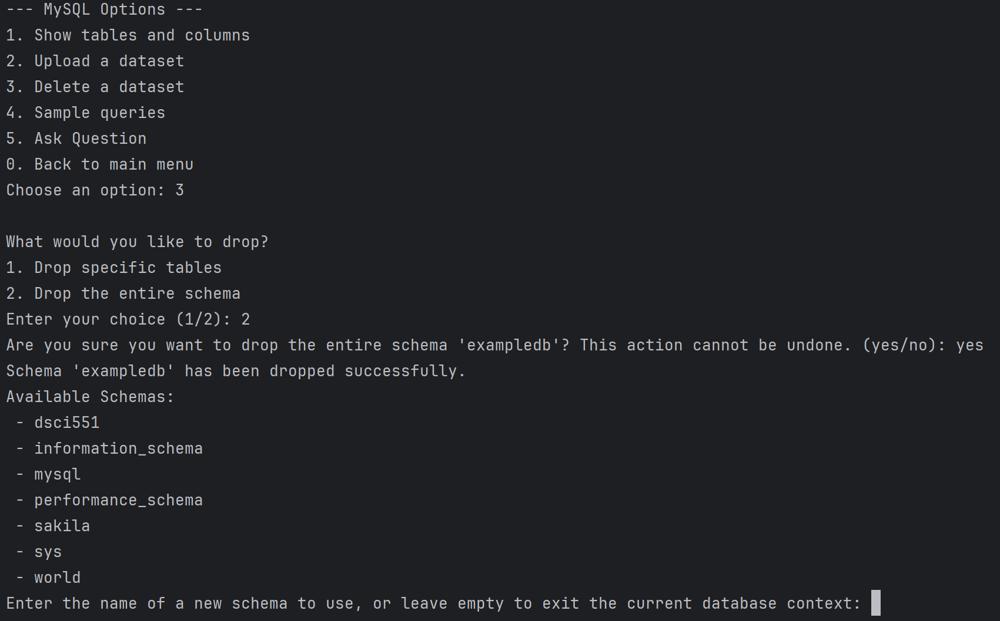 --- MySQL Options ---
1. Show tables and columns
2. Upload a dataset
3. Delete a dataset
4. Sample queries
5. Ask Question
0. Back to main menu
Choose an option: 3
What would you like to drop?
1. Drop specific tables
2. Drop the entire schema
Enter your choice (1/2): 2
Are you sure you want to drop the entire schema 'exampledb'? This action cannot be undone. (yes/no): yes
Schema 'exampledb' has been dropped successfully.
Available Schemas:
 - dsci551
 - information_schema
 - mysql
 - performance_schema
 - sakila
 - sys
 - world
Enter the name of a new schema to use, or leave empty to exit the current database context: